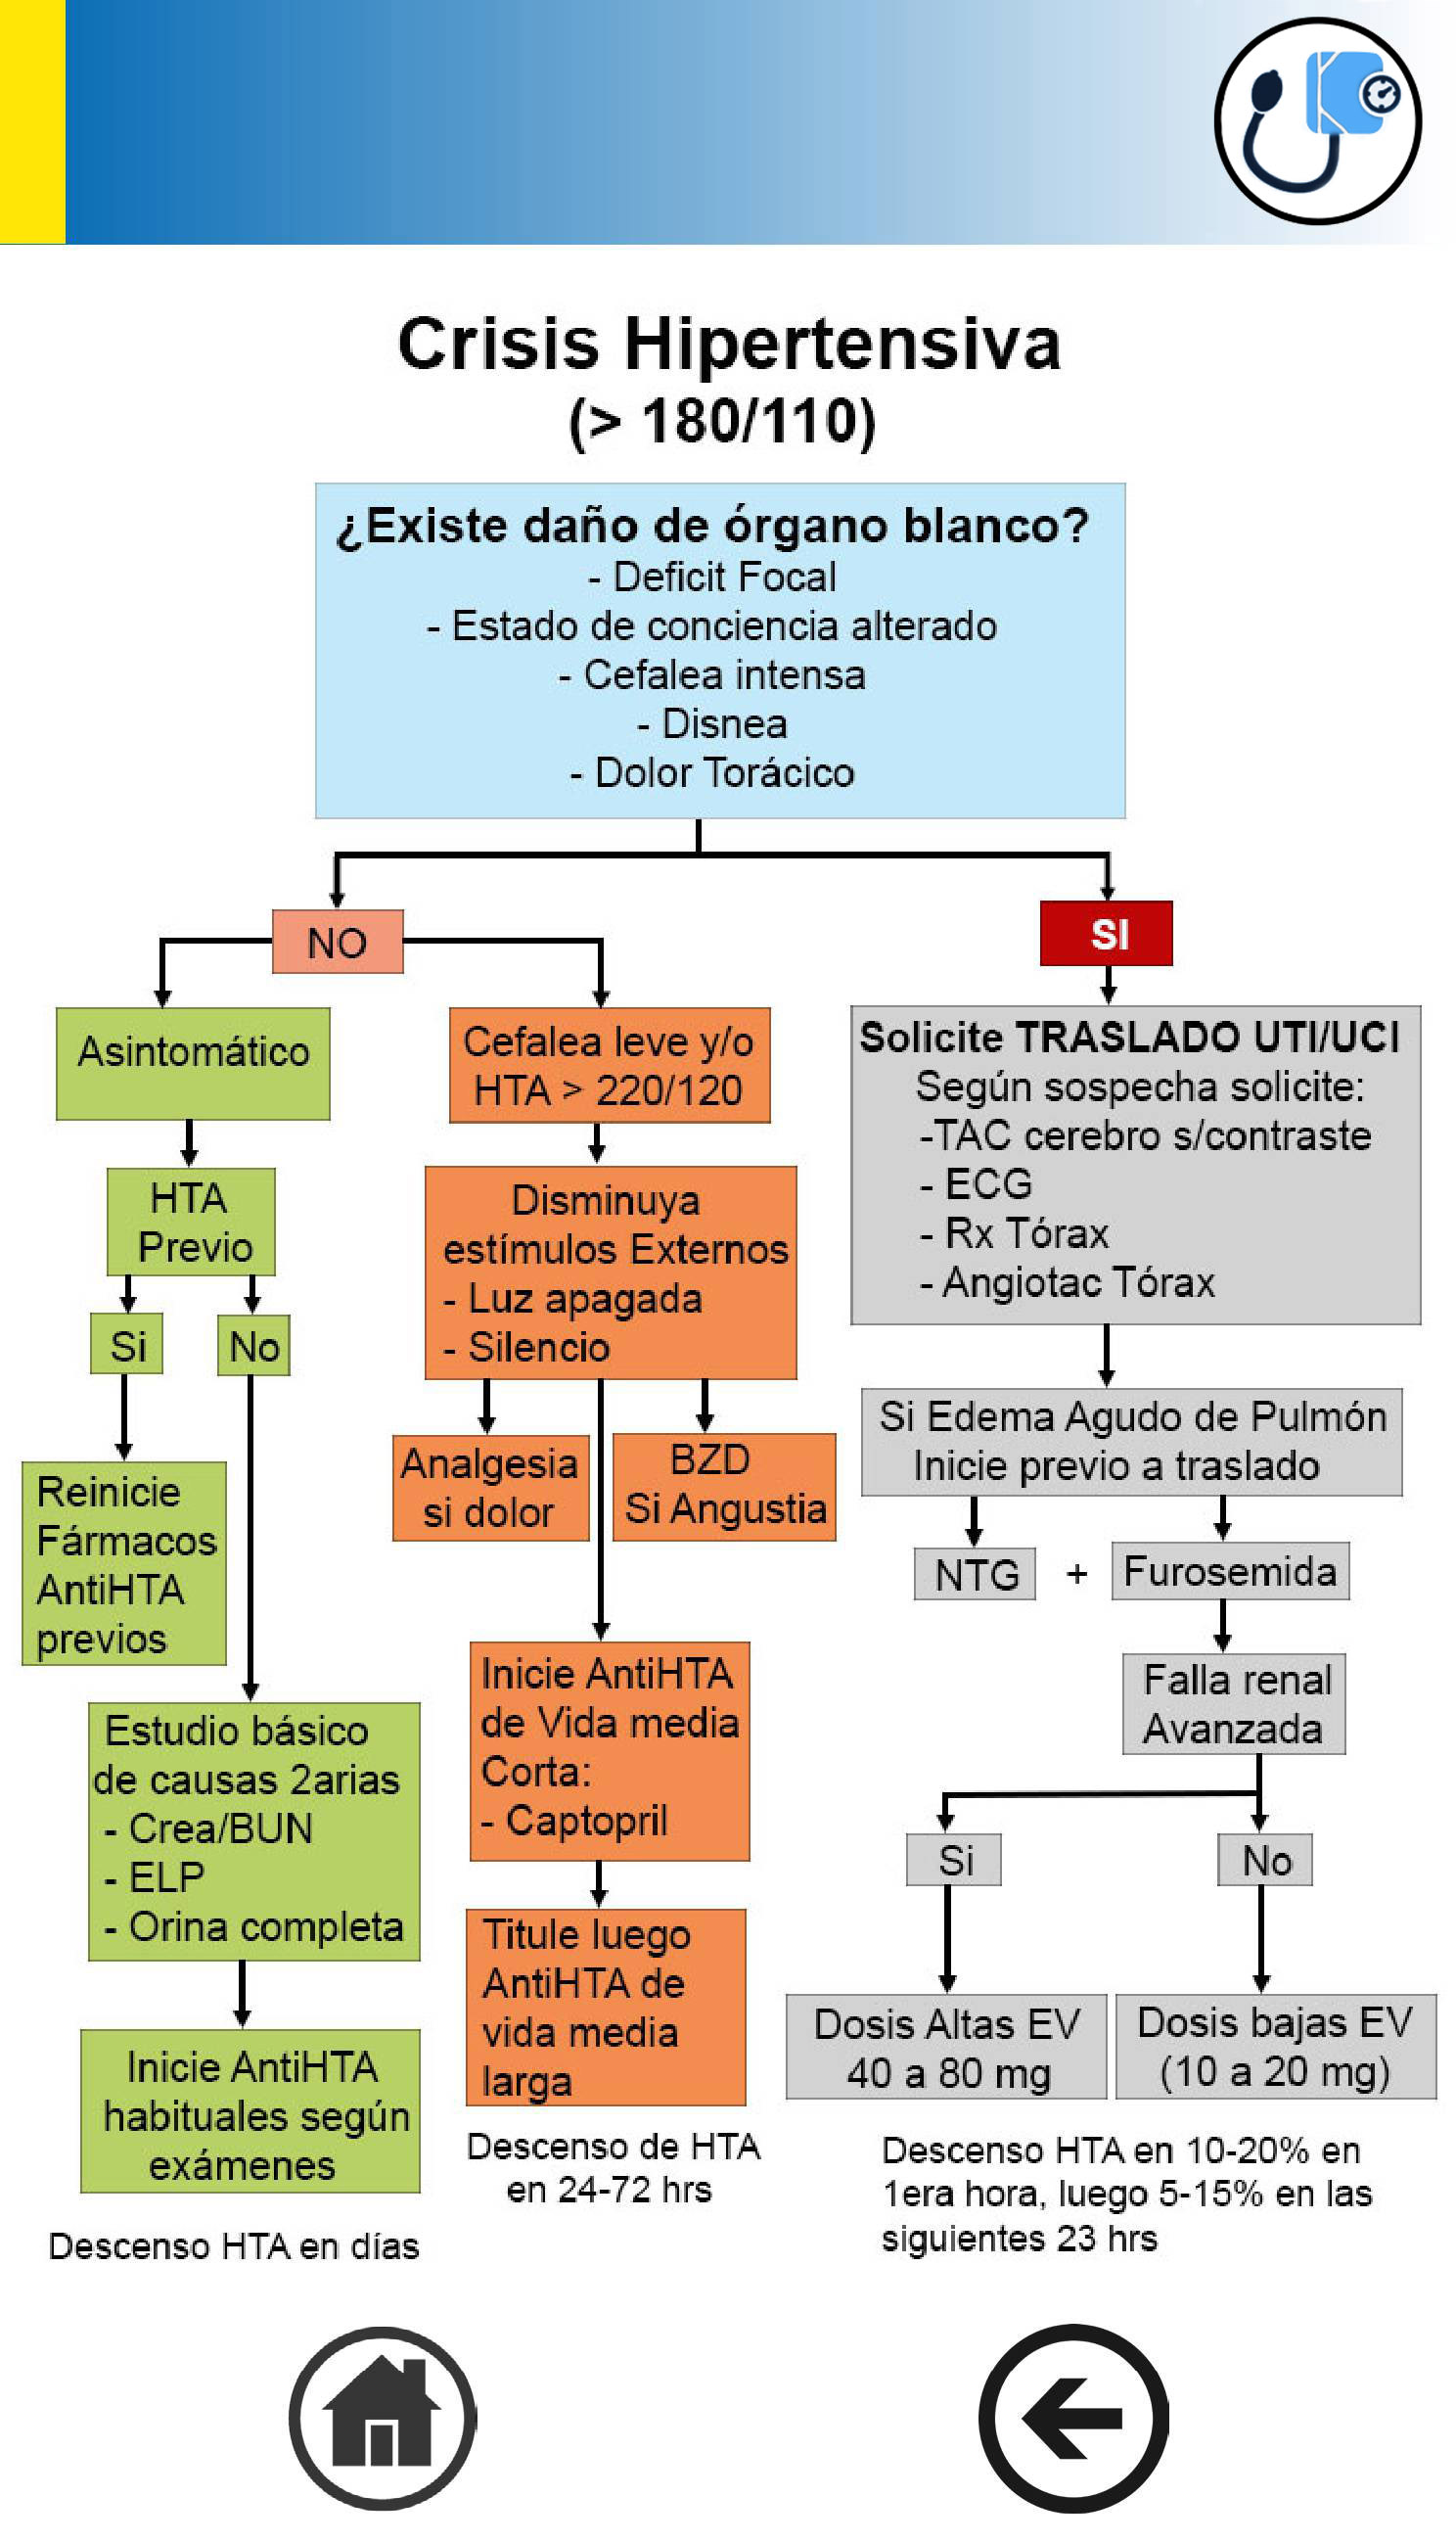 Crisis Hipertensiva
(> 180/110)
¿Existe daño de órgano blanco?
- Deficit Focal
- Estado de conciencia alterado
- Cefalea intensa
- Disnea
- Dolor Torácico
NO
SI
Asintomático
HTA
Previo
Si
No
Reinicie
Fármacos
AntiHTA
previos
Estudio básico
de causas 2arias
- Crea/BUN
- ELP
- Orina completa
Inicie AntiHTA
habituales según
exámenes
Descenso HTA en días
Cefalea leve y/o
HTA > 220/120
Disminuya
estímulos Externos
- Luz apagada
- Silencio
Analgesia
si dolor
BZD
Si Angustia
Inicie AntiHTA
de Vida media
Corta:
- Captopril
Titule luego
AntiHTA de
vida media
larga
Descenso de HTA
en 24-72 hrs
Solicite TRASLADO UTI/UCI
Según sospecha solicite:
-TAC cerebro s/contraste
- ECG
- Rx Tórax
- Angiotac Tórax
Si Edema Agudo de Pulmón
Inicie previo a traslado
NTG + Furosemida
Falla renal
Avanzada
Si
No
Dosis Altas EV
40 a 80 mg
Dosis bajas EV
(10 a 20 mg)
Descenso HTA en 10-20% en
1era hora, luego 5-15% en las
siguientes 23 hrs